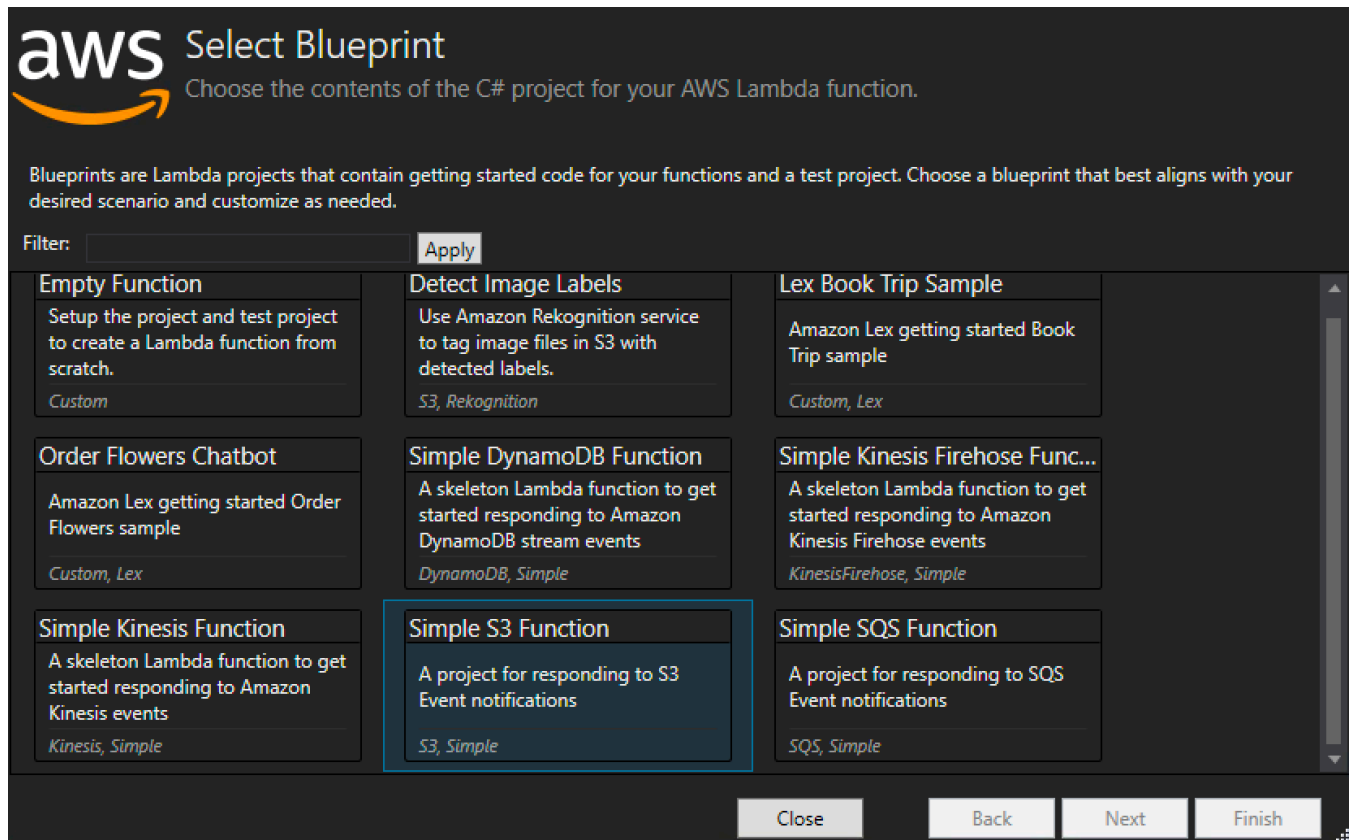 aws
Select Blueprint
Choose the contents of the C# project for your AWS Lambda function.
Blueprints are Lambda projects that contain getting started code for your functions and a test project. Choose a blueprint that best aligns with your
desired scenario and customize as needed.
Filter:
Apply
Empty Function
Setup the project and test project
to create a Lambda function from
scratch.
Custom
Detect Image Labels
Use Amazon Rekognition service
to tag image files in S3 with
detected labels.
S3, Rekognition
Lex Book Trip Sample
Amazon Lex getting started Book
Trip sample
Custom, Lex
Order Flowers Chatbot
Amazon Lex getting started Order
Flowers sample
Custom, Lex
Simple DynamoDB Function
A skeleton Lambda function to get
started responding to Amazon
DynamoDB stream events
DynamoDB, Simple
Simple Kinesis Firehose Func...
A skeleton Lambda function to get
started responding to Amazon
Kinesis Firehose events
KinesisFirehose, Simple
Simple Kinesis Function
A skeleton Lambda function to get
started responding to Amazon
Kinesis events
Kinesis, Simple
Simple S3 Function
A project for responding to S3
Event notifications
S3, Simple
Simple SQS Function
A project for responding to SQS
Event notifications
SQS, Simple
Close
Back
Next
Finish